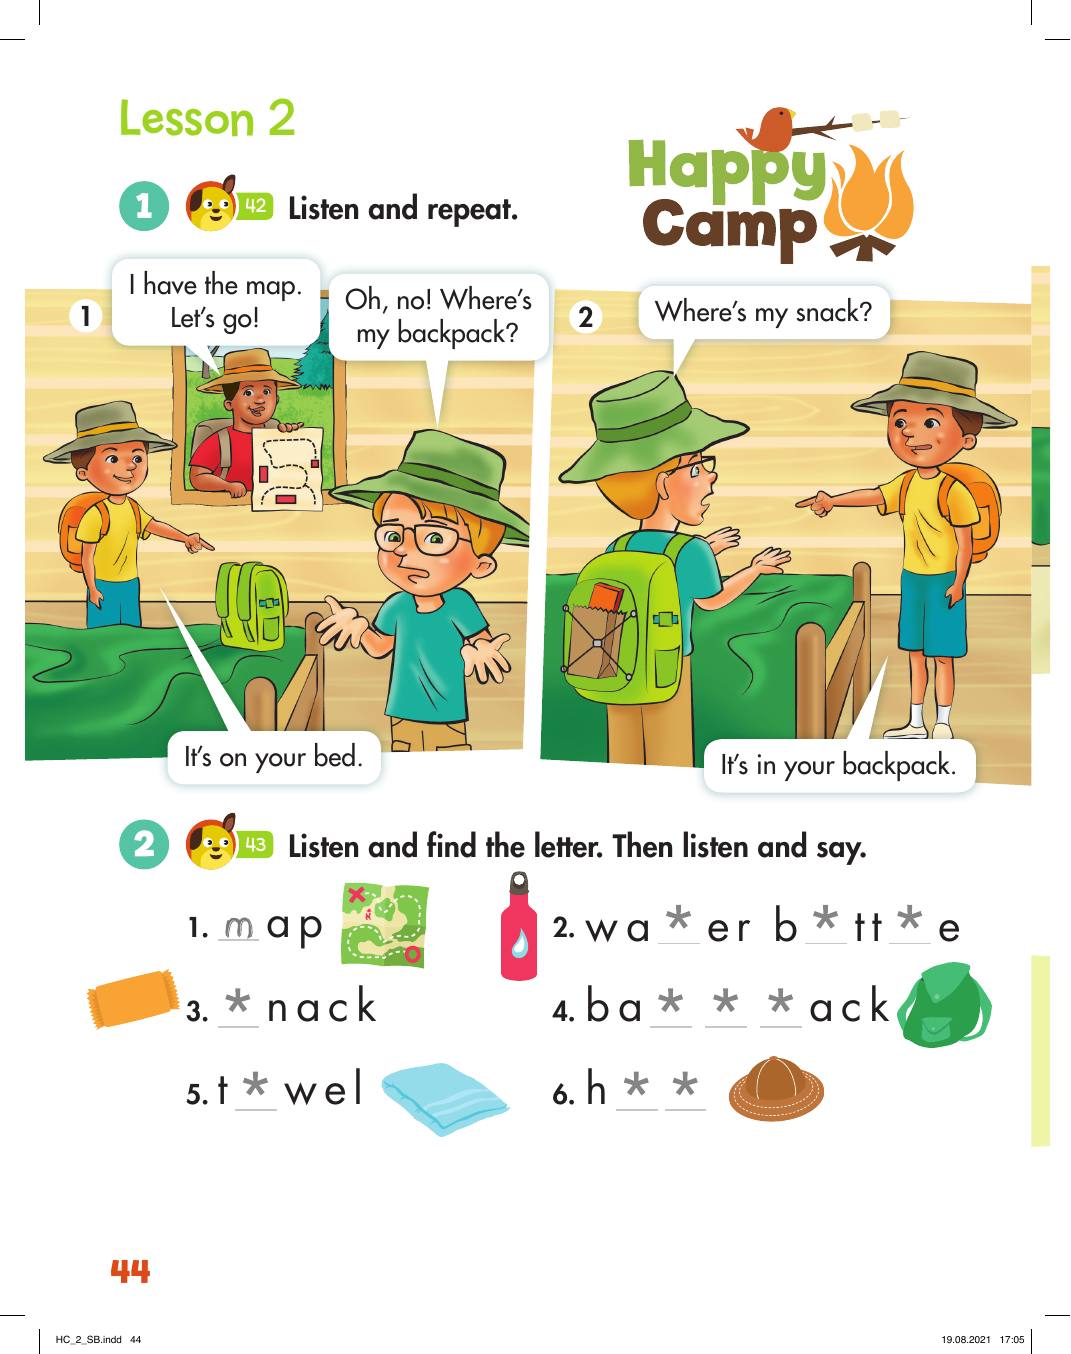 Lesson 2
Happy
Camp
1 42 Listen and repeat.
1
I have the map.
Let's go!
Oh, no! Where's
my backpack?
It's on your bed.
2
Where's my snack?
It's in your backpack.
2 43 Listen and find the letter. Then listen and say.
1. m a p
2. w a * e r b * t t * e
3. * n a c k
4. b a * * * a c k
5. t * w e l
6. h * *
44
HC_2_SB.indd 44
19.08.2021 17:05